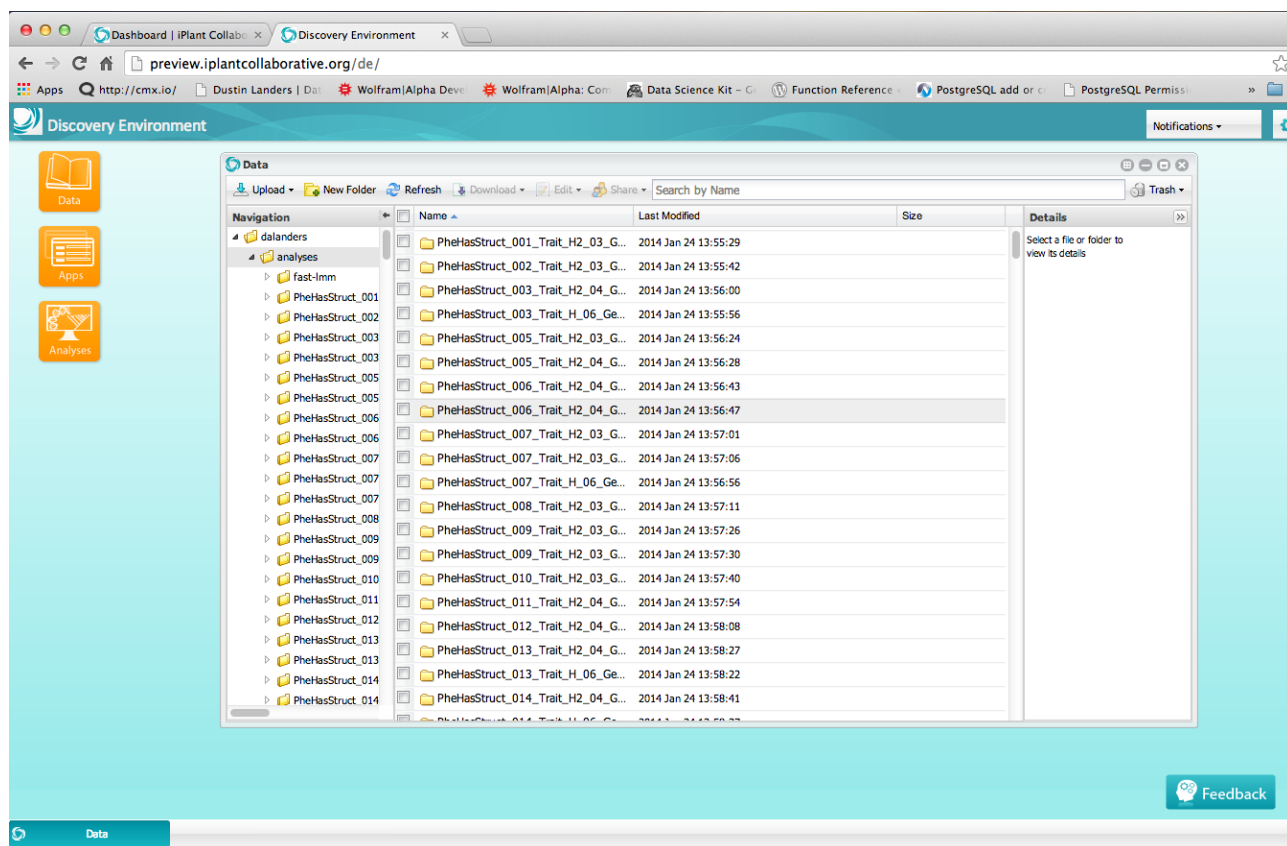 Dashboard | iPlant Collabo
Discovery Environment
preview.iplantcollaborative.org/de/
Apps http://cmx.io/ Dustin Landers | Dat Wolfram|Alpha Deve Wolfram|Alpha: Com Data Science Kit – G Function Reference « PostgreSQL add or c PostgreSQL Permissi »
Discovery Environment
Notifications
Data
Apps
Analyses
Data
Upload New Folder Refresh Download Edit Share Search by Name Trash
Navigation
dalanders
analyses
fast-lmm
PheHasStruct_001
PheHasStruct_002
PheHasStruct_003
PheHasStruct_003
PheHasStruct_005
PheHasStruct_005
PheHasStruct_006
PheHasStruct_006
PheHasStruct_007
PheHasStruct_007
PheHasStruct_007
PheHasStruct_008
PheHasStruct_009
PheHasStruct_009
PheHasStruct_010
PheHasStruct_011
PheHasStruct_012
PheHasStruct_013
PheHasStruct_013
PheHasStruct_014
PheHasStruct_014
Name Last Modified Size
PheHasStruct_001_Trait_H2_03_G... 2014 Jan 24 13:55:29
PheHasStruct_002_Trait_H2_03_G... 2014 Jan 24 13:55:42
PheHasStruct_003_Trait_H2_04_G... 2014 Jan 24 13:56:00
PheHasStruct_003_Trait_H_06_Ge... 2014 Jan 24 13:55:56
PheHasStruct_005_Trait_H2_03_G... 2014 Jan 24 13:56:24
PheHasStruct_005_Trait_H2_04_G... 2014 Jan 24 13:56:28
PheHasStruct_006_Trait_H2_04_G... 2014 Jan 24 13:56:43
PheHasStruct_006_Trait_H2_04_G... 2014 Jan 24 13:56:47
PheHasStruct_007_Trait_H2_03_G... 2014 Jan 24 13:57:01
PheHasStruct_007_Trait_H2_03_G... 2014 Jan 24 13:57:06
PheHasStruct_007_Trait_H_06_Ge... 2014 Jan 24 13:56:56
PheHasStruct_008_Trait_H2_03_G... 2014 Jan 24 13:57:11
PheHasStruct_009_Trait_H2_03_G... 2014 Jan 24 13:57:26
PheHasStruct_009_Trait_H2_03_G... 2014 Jan 24 13:57:30
PheHasStruct_010_Trait_H2_03_G... 2014 Jan 24 13:57:40
PheHasStruct_011_Trait_H2_04_G... 2014 Jan 24 13:57:54
PheHasStruct_012_Trait_H2_04_G... 2014 Jan 24 13:58:08
PheHasStruct_013_Trait_H2_04_G... 2014 Jan 24 13:58:27
PheHasStruct_013_Trait_H_06_Ge... 2014 Jan 24 13:58:22
PheHasStruct_014_Trait_H2_04_G... 2014 Jan 24 13:58:41
Details
Select a file or folder to
view its details
Feedback
Data